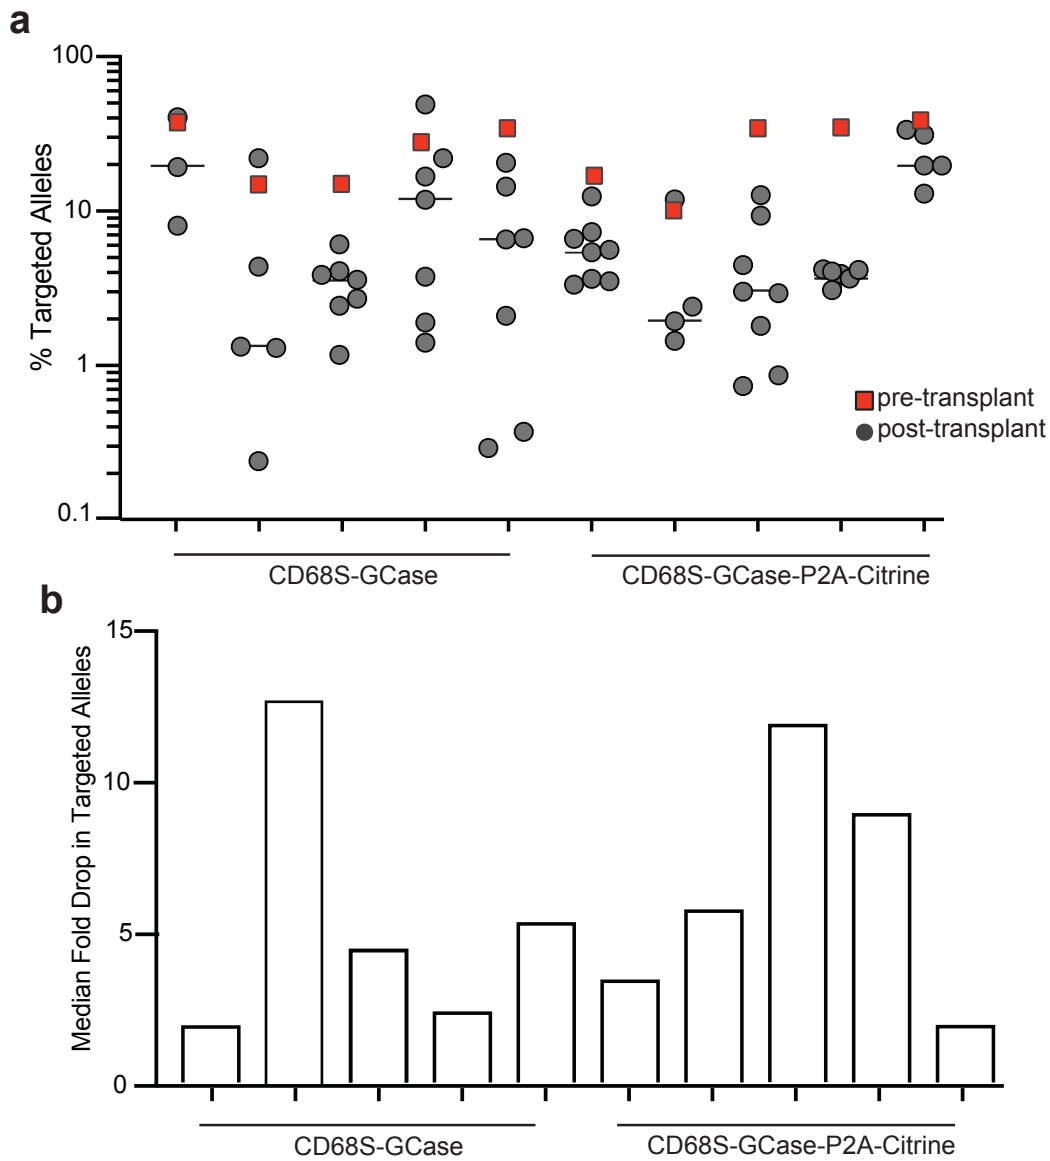 a
% Targeted Alleles
100
10
1
0.1
pre-transplant
post-transplant
CD68S-GCase
CD68S-GCase-P2A-Citrine
b
Median Fold Drop in Targeted Alleles
15
10
5
0
CD68S-GCase
CD68S-GCase-P2A-Citrine